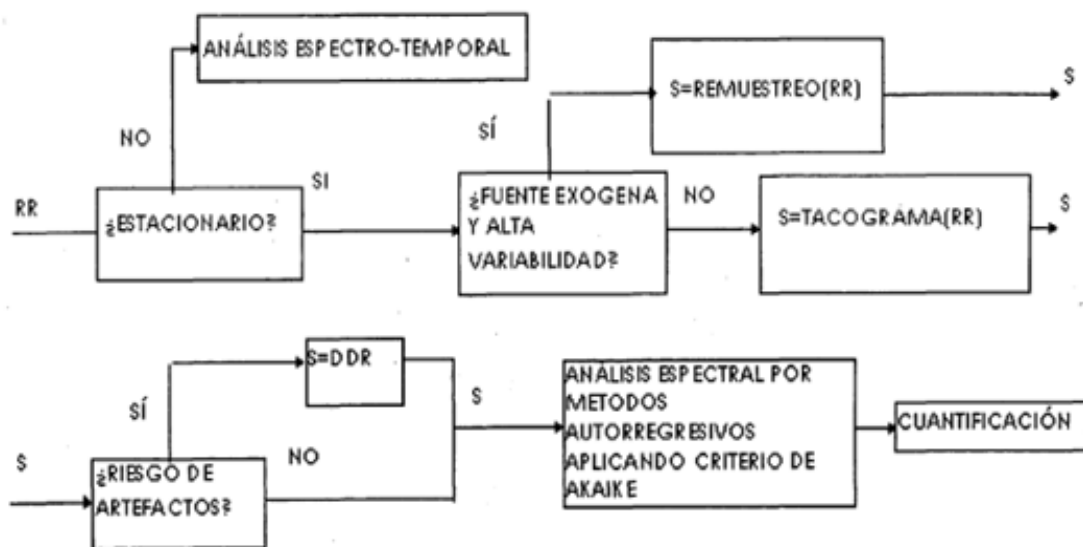 ANÁLISIS ESPECTRO-TEMPORAL
S=REMUESTREO(RR)
S
NO
SÍ
SI
RR
¿ESTACIONARIO?
¿FUENTE EXOGENA
Y ALTA
VARIABILIDAD?
NO
S=TACOGRAMA(RR)
S
S=DDR
SÍ
S
NO
S
¿RIESGO DE
ARTEFACTOS?
ANÁLISIS ESPECTRAL POR
METODOS
AUTORREGRESIVOS
APLICANDO CRITERIO DE
AKAIKE
CUANTIFICACIÓN